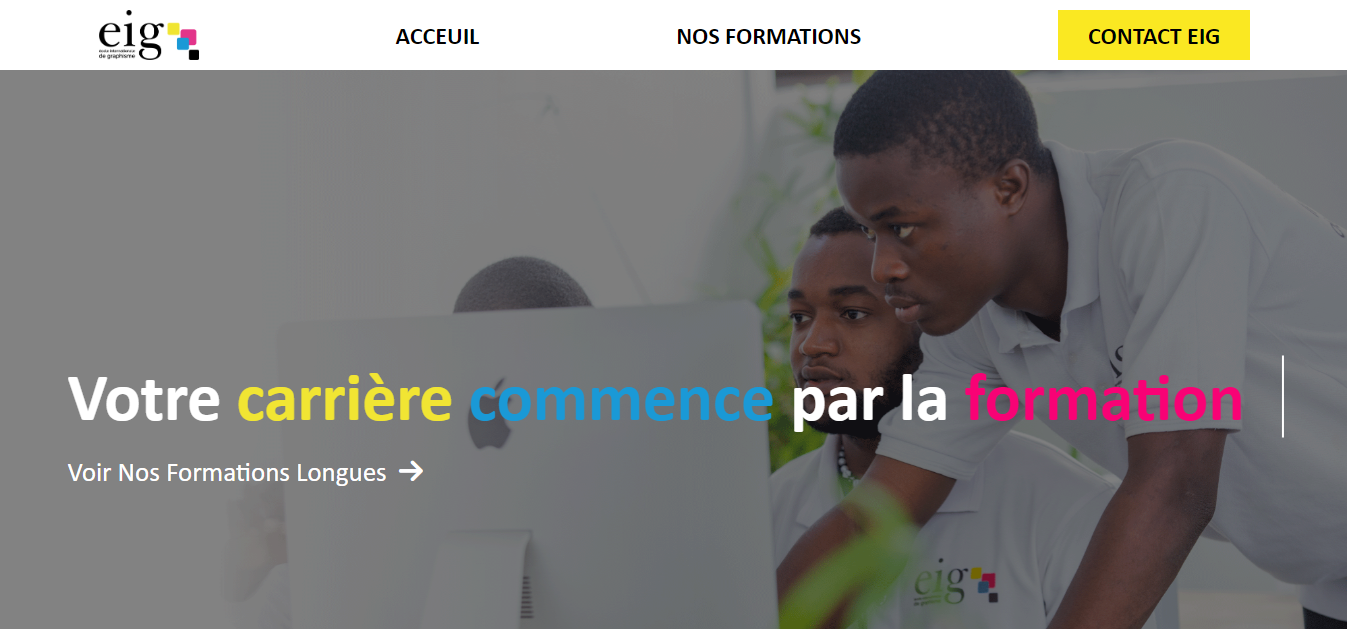 eig
école internationale
de graphisme
ACCEUIL
NOS FORMATIONS
CONTACT EIG
Votre carrière commence par la formation
Voir Nos Formations Longues →
eig